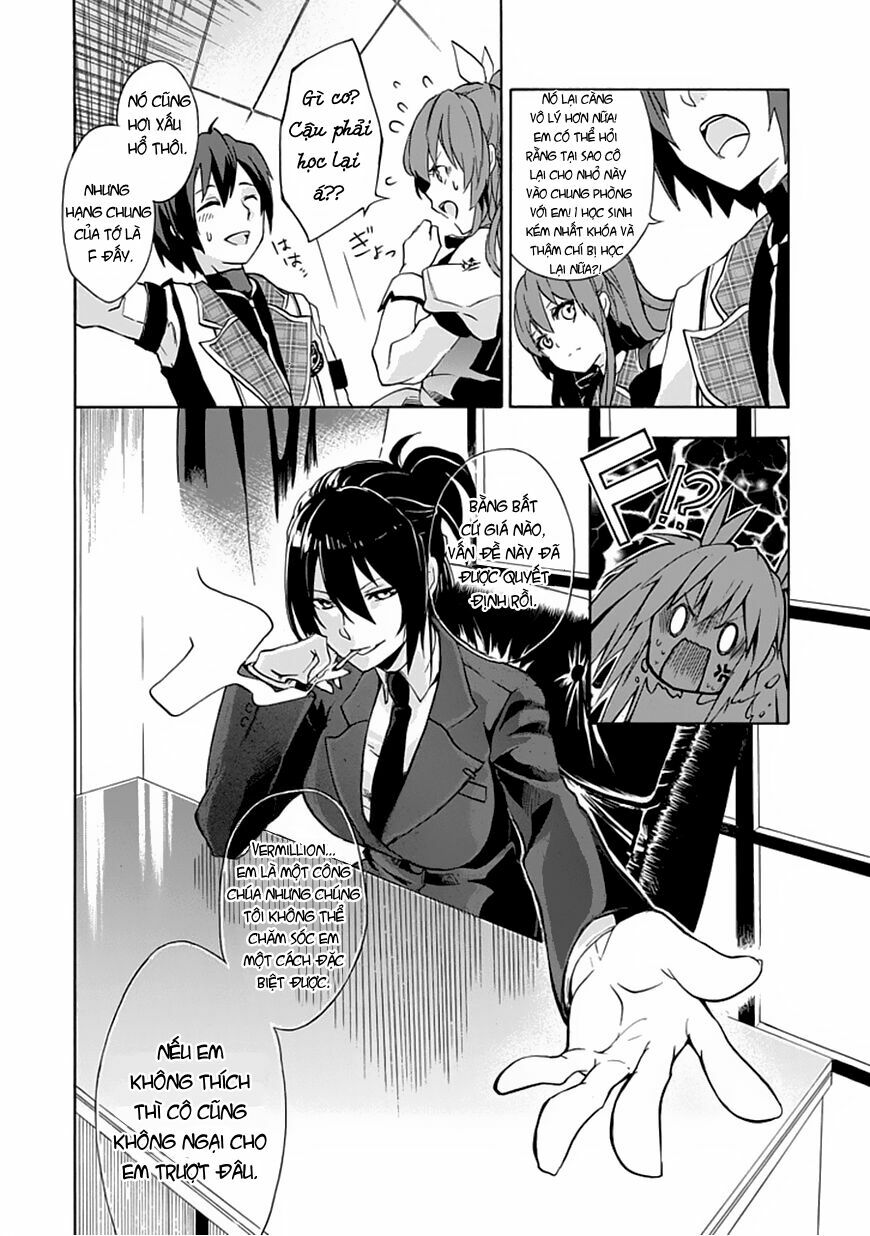 NÓ LẠI CÀNG
VÔ LÝ HƠN NỮA!
EM CÓ THỂ HỎI
RẰNG TẠI SAO CÔ
LẠI CHO NHỎ NÀY
VÀO CHUNG PHÒNG
VỚI EM! 1 HỌC SINH
KÉM NHẤT KHÓA VÀ
THẬM CHÍ BỊ HỌC
LẠI NỮA?!
Gì cơ?
Cậu phải
học lại
á??
NÓ CŨNG
HƠI XẤU
HỔ THÔI.
NHƯNG
HẠNG CHUNG
CỦA TỚ LÀ
F ĐẤY.
はは…
F!?
BẰNG BẤT
CỨ GIÁ NÀO,
VẤN ĐỀ NÀY ĐÃ
ĐƯỢC QUYẾT
ĐỊNH RỒI.
VERMILLION...
EM LÀ MỘT CÔNG
CHÚA NHƯNG CHÚNG
TÔI KHÔNG THỂ
CHĂM SÓC EM
MỘT CÁCH ĐẶC
BIỆT ĐƯỢC.
NẾU EM
KHÔNG THÍCH
THÌ CÔ CŨNG
KHÔNG NGẠI CHO
EM TRƯỢT ĐÂU.